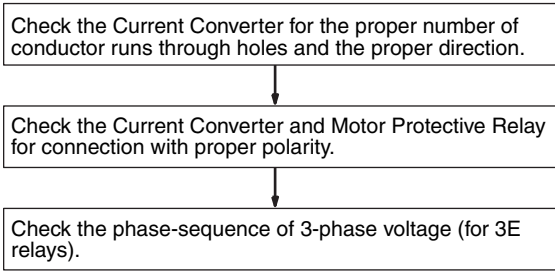 Check the Current Converter for the proper number of
conductor runs through holes and the proper direction.
Check the Current Converter and Motor Protective Relay
for connection with proper polarity.
Check the phase-sequence of 3-phase voltage (for 3E
relays).